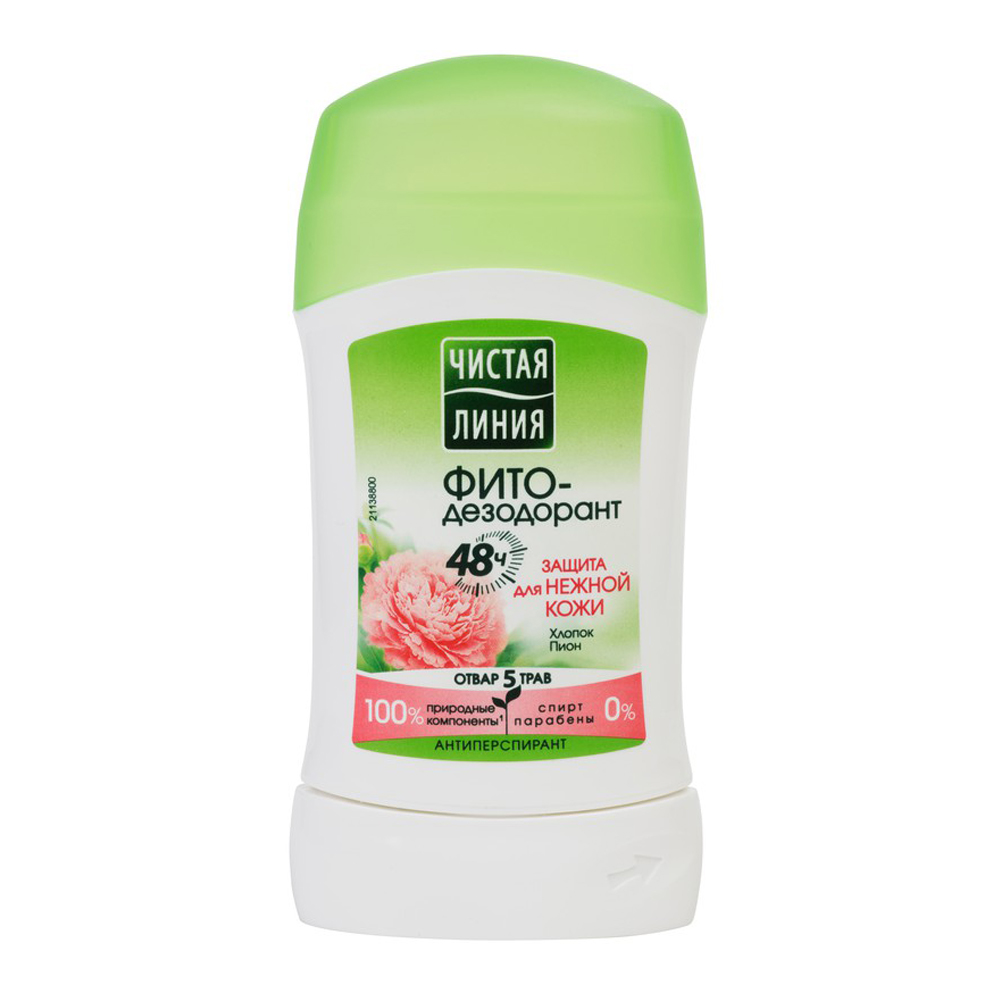 ЧИСТАЯ
ЛИНИЯ
ФИТО-
дезодорант
21138800
48ч
ЗАЩИТА
для НЕЖНОЙ
КОЖИ
Хлопок
Пион
ОТВАР 5 ТРАВ
100% природные компоненты¹
спирт парабены 0%
АНТИПЕРСПИРАНТ